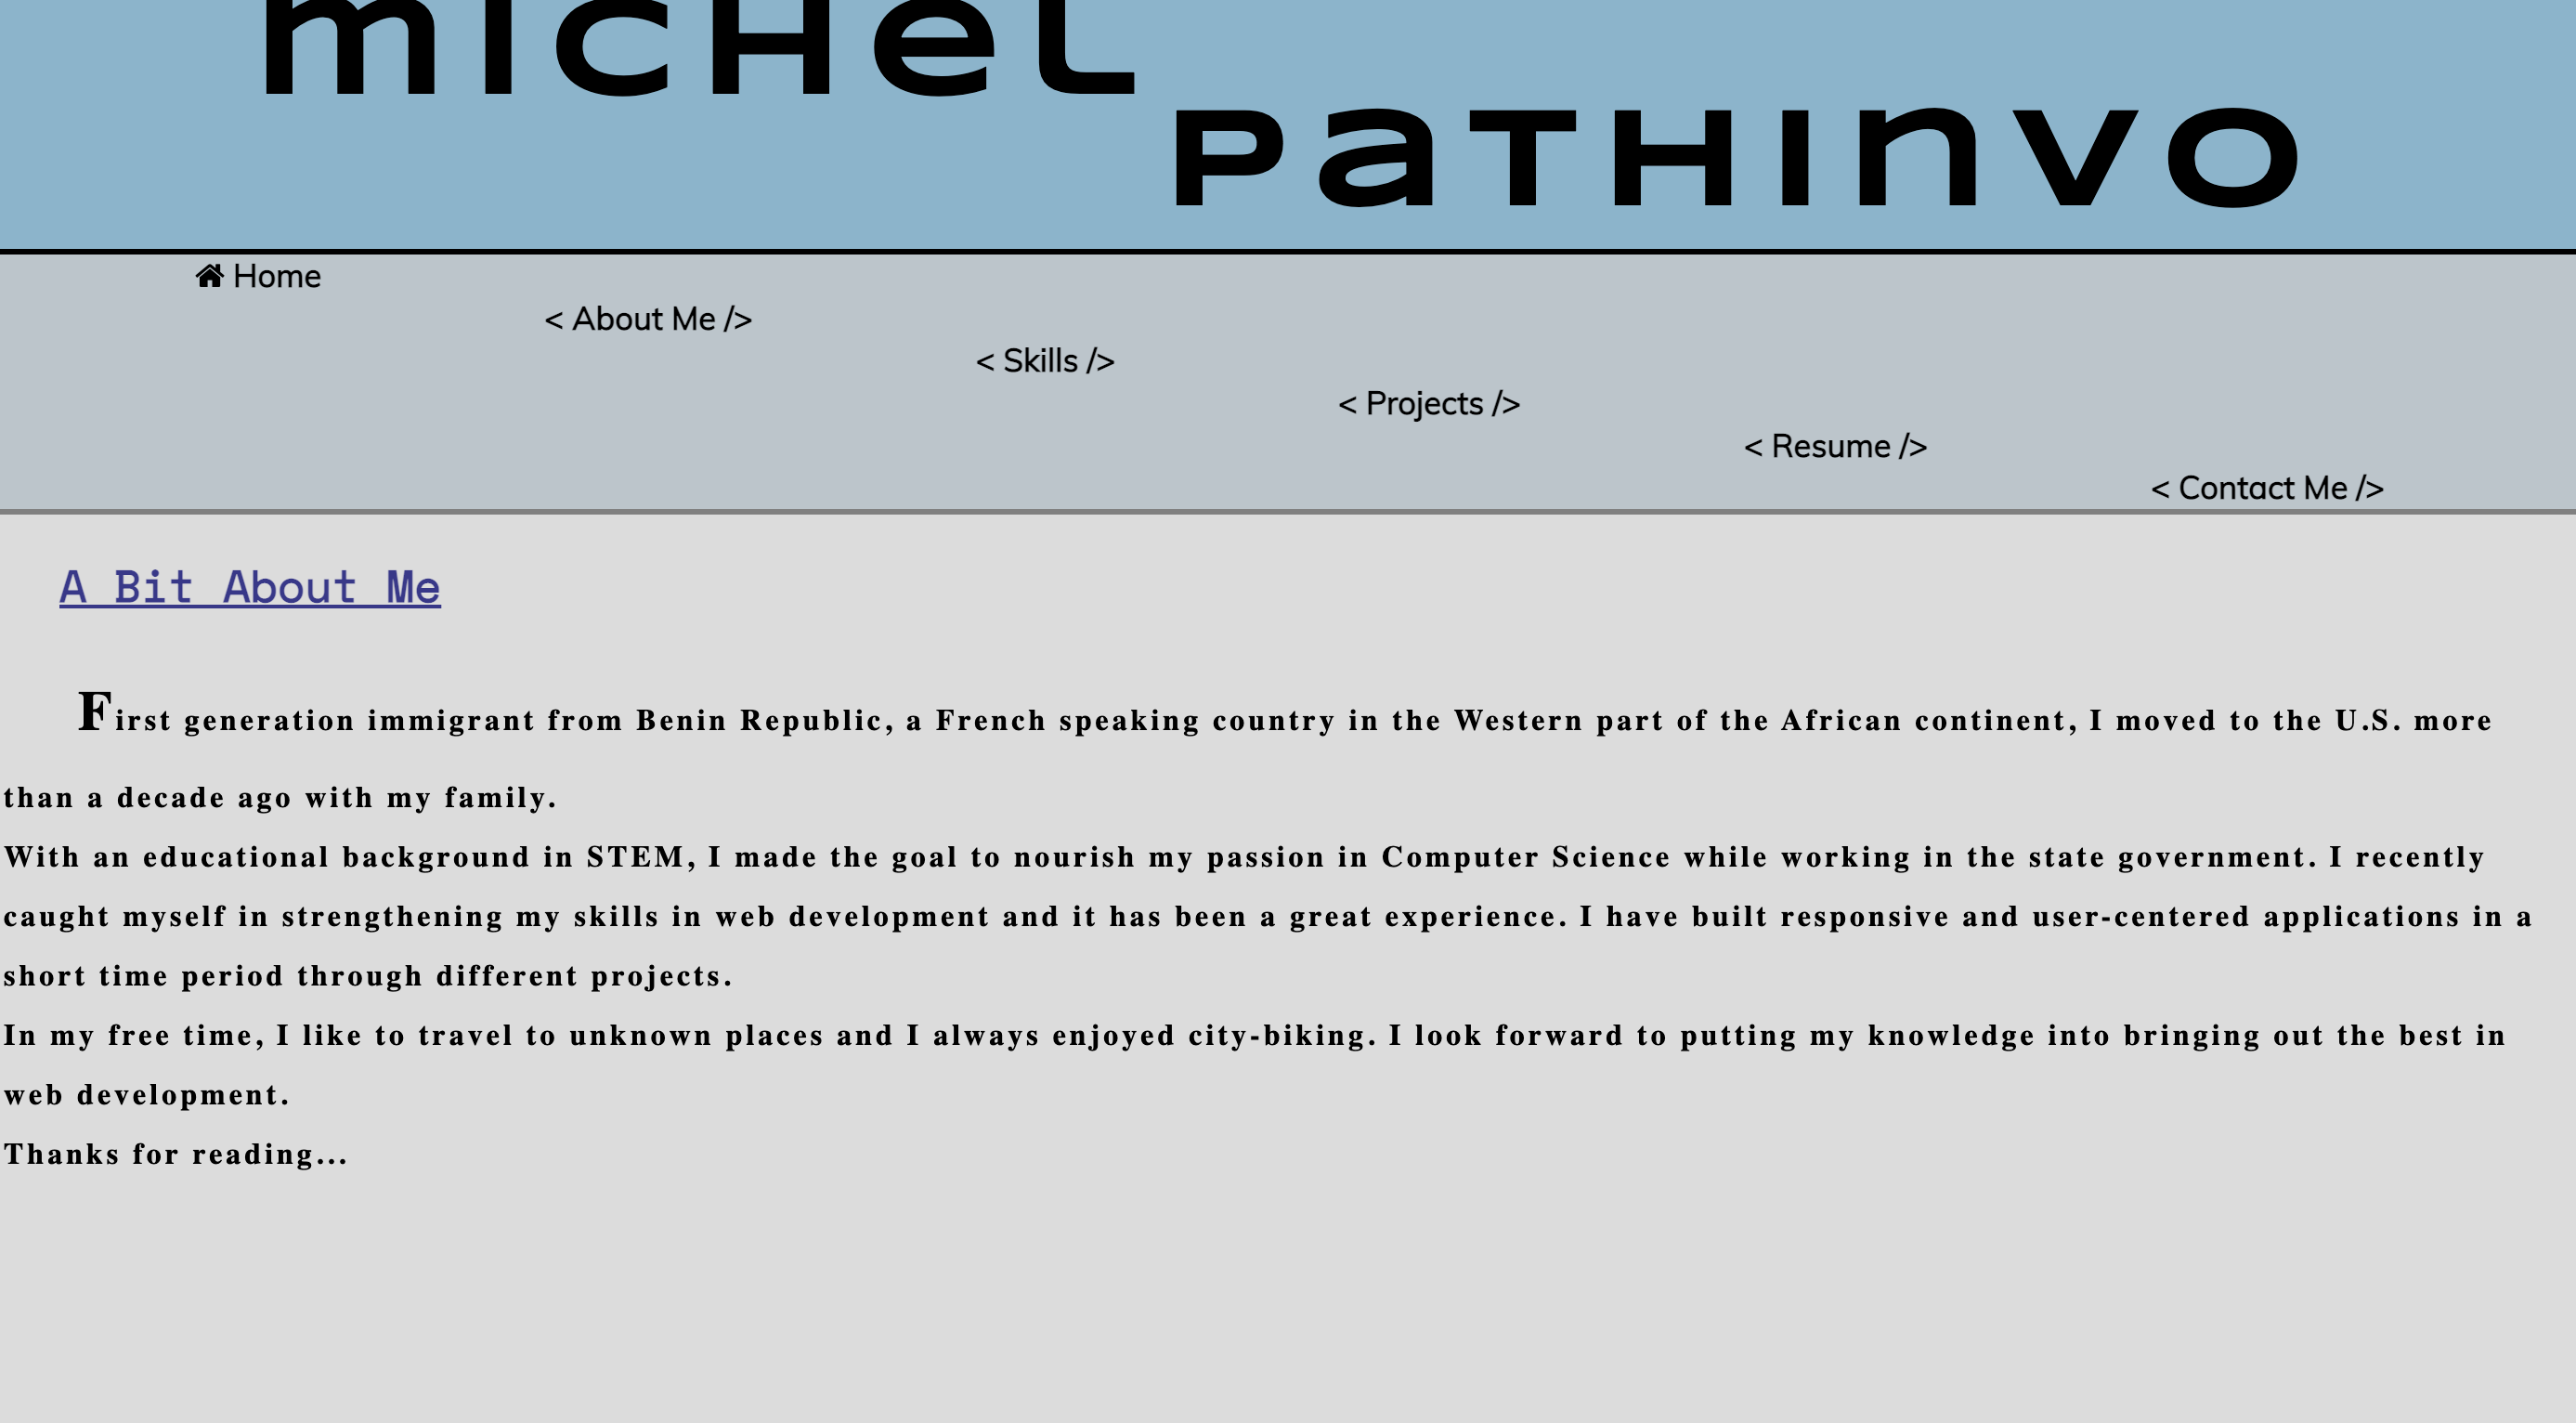 michel
pathinvo
Home
< About Me />
< Skills />
< Projects />
< Resume />
< Contact Me />
A Bit About Me
First generation immigrant from Benin Republic, a French speaking country in the Western part of the African continent, I moved to the U.S. more
than a decade ago with my family.
With an educational background in STEM, I made the goal to nourish my passion in Computer Science while working in the state government. I recently
caught myself in strengthening my skills in web development and it has been a great experience. I have built responsive and user-centered applications in a
short time period through different projects.
In my free time, I like to travel to unknown places and I always enjoyed city-biking. I look forward to putting my knowledge into bringing out the best in
web development.
Thanks for reading...